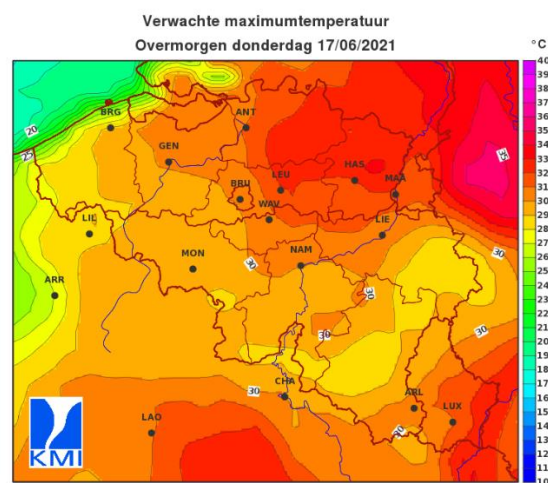 Verwachte maximumtemperatuur
Overmorgen donderdag 17/06/2021
°C
40
39
38
37
36
35
34
33
32
31
30
29
28
27
26
25
24
23
22
21
20
19
18
17
16
15
14
13
12
11
10
20
25
BRG
ANT
GEN
35
HAS
LEU
MAA
BRU
WAV
LIL
LIE
30
MON
NAM
30
ARR
30
30
30
CHA
30
ARL
LUX
LAO
30
KMI